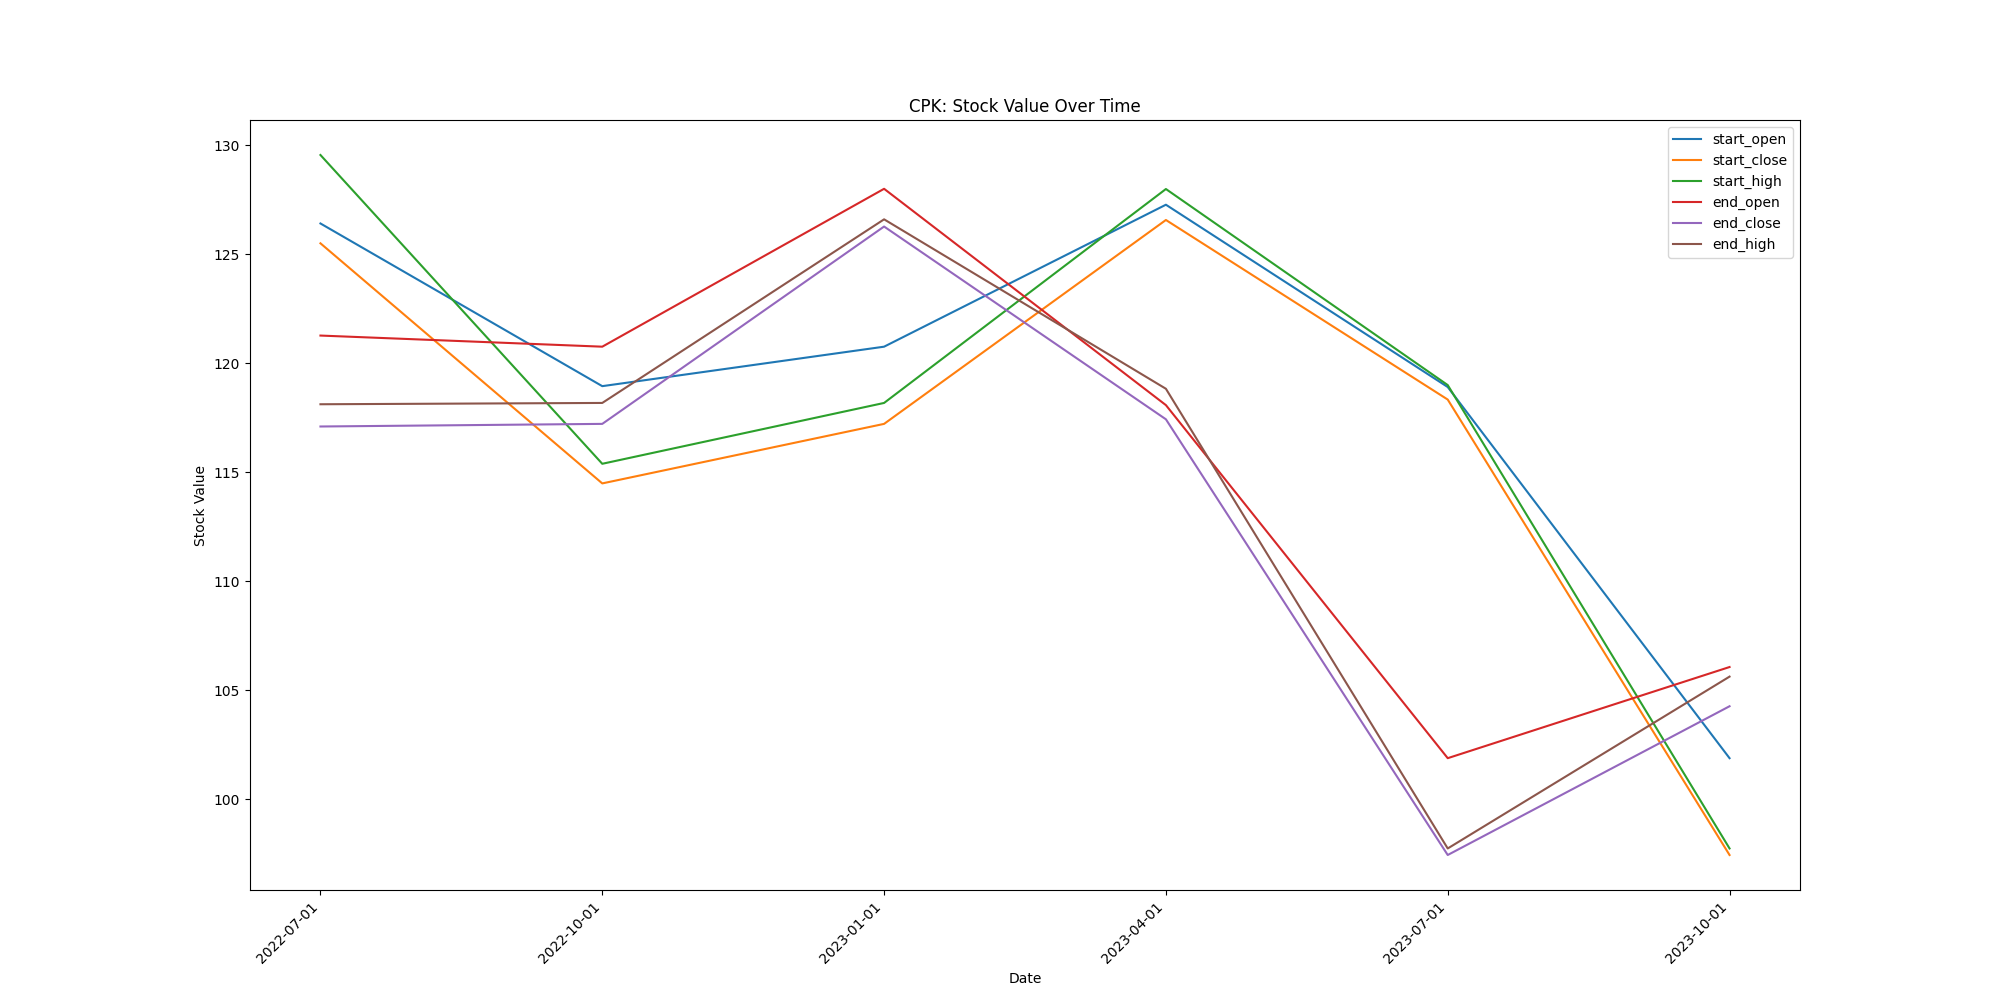 CPK: Stock Value Over Time
130
125
120
115
110
105
100
Stock Value
start_open
start_close
start_high
end_open
end_close
end_high
2022-07-01
2022-10-01
2023-01-01
2023-04-01
2023-07-01
2023-10-01
Date